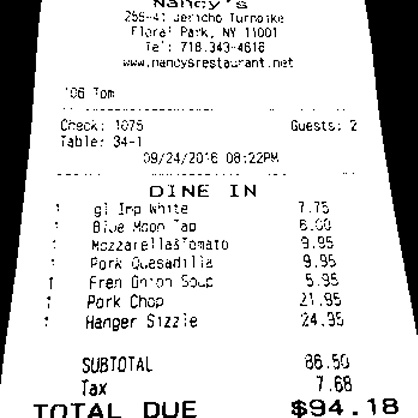 Nancy's
255-41 Jericho Turnpike
Floral Park, NY 11001
Tel: 718.343-4616
www.nancysrestaurant.net
106 Tom
Check: 1075 Guests: 2
Table: 34-1
09/24/2016 08:22PM
DINE IN
1 gl Imp White 7.75
1 Blue Moon Tap 6.00
1 Mozzarella&Tomato 9.95
1 Pork Quesadilla 9.95
1 Fren Onion Soup 5.95
1 Pork Chop 21.95
1 Hanger Sizzle 24.95
SUBTOTAL 86.50
Tax 7.68
TOTAL DUE $94.18